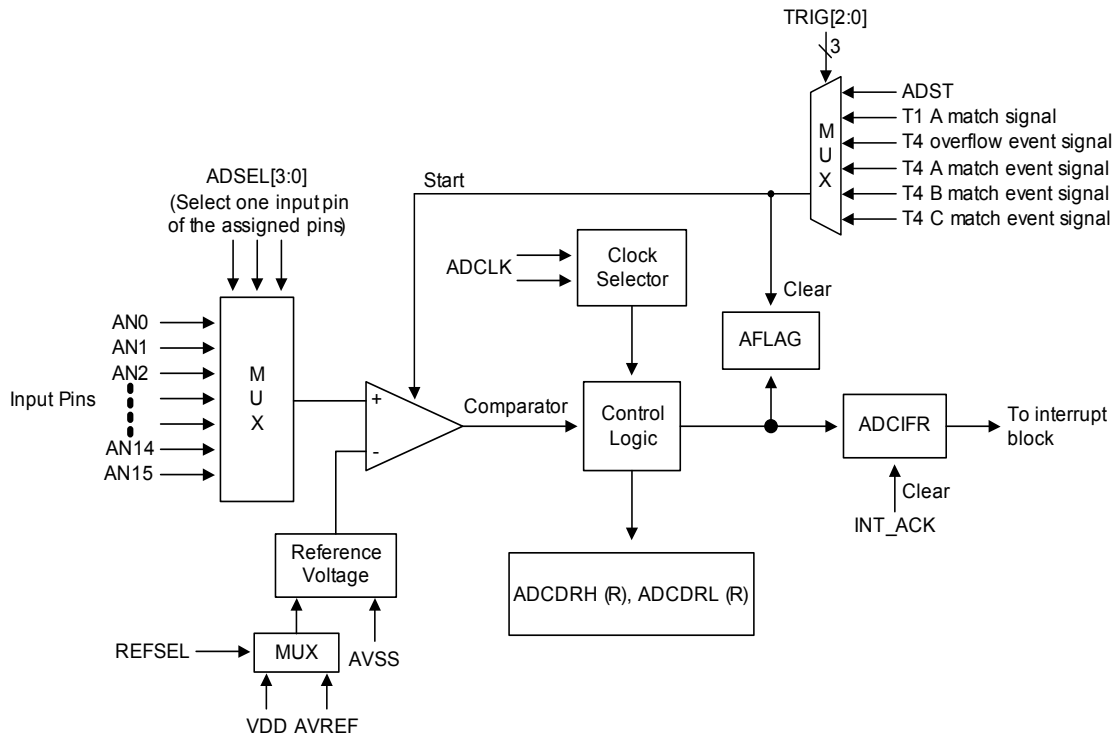 TRIG[2:0]
3
ADST
T1 A match signal
T4 overflow event signal
T4 A match event signal
T4 B match event signal
T4 C match event signal
M
U
X
Start
ADSEL[3:0]
(Select one input pin
of the assigned pins)
ADCLK
Clock
Selector
Clear
AFLAG
AN0
AN1
AN2
Input Pins
AN14
AN15
M
U
X
+
-
Comparator
Control
Logic
ADCIFR
To interrupt
block
Clear
INT_ACK
Reference
Voltage
ADCDRH (R), ADCDRL (R)
REFSEL
MUX
AVSS
VDD AVREF